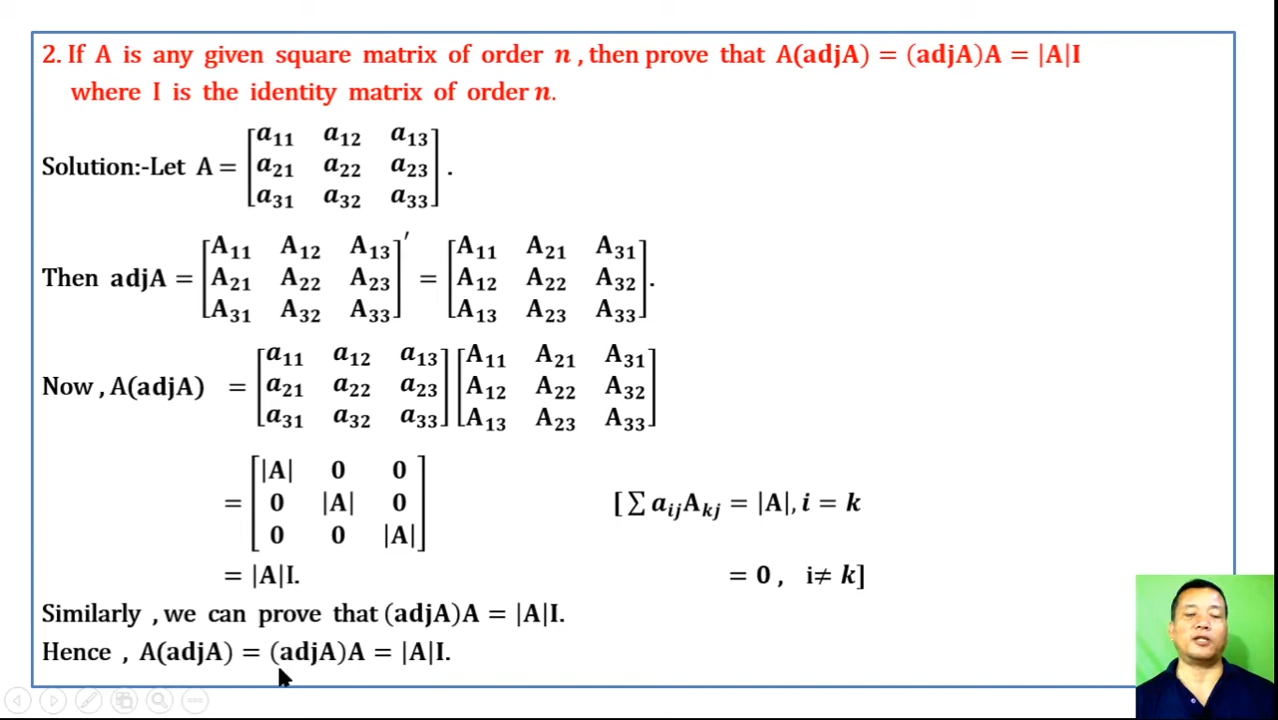 2. If A is any given square matrix of order n , then prove that A(adjA) = (adjA)A = |A|I
where I is the identity matrix of order n.
Solution:-Let A = [a11 a12 a13
a21 a22 a23
a31 a32 a33] .
Then adjA = [A11 A12 A13
A21 A22 A23
A31 A32 A33]′ = [A11 A21 A31
A12 A22 A32
A13 A23 A33].
Now , A(adjA) = [a11 a12 a13
a21 a22 a23
a31 a32 a33] [A11 A21 A31
A12 A22 A32
A13 A23 A33]
= [|A| 0 0
0 |A| 0
0 0 |A|] [∑ aijAkj = |A|, i = k
= |A|I. = 0 , i≠ k]
Similarly , we can prove that (adjA)A = |A|I.
Hence , A(adjA) = (adjA)A = |A|I.